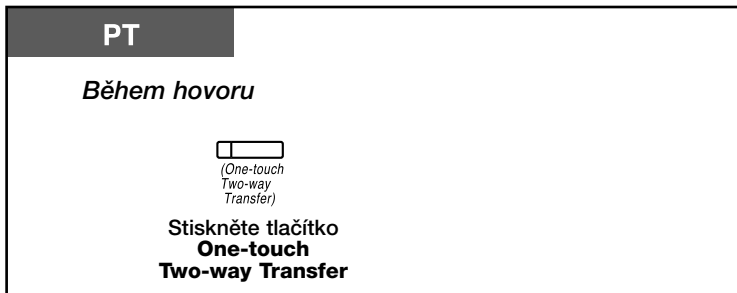 PT
Během hovoru
(One-touch
Two-way
Transfer)
Stiskněte tlačítko
One-touch
Two-way Transfer